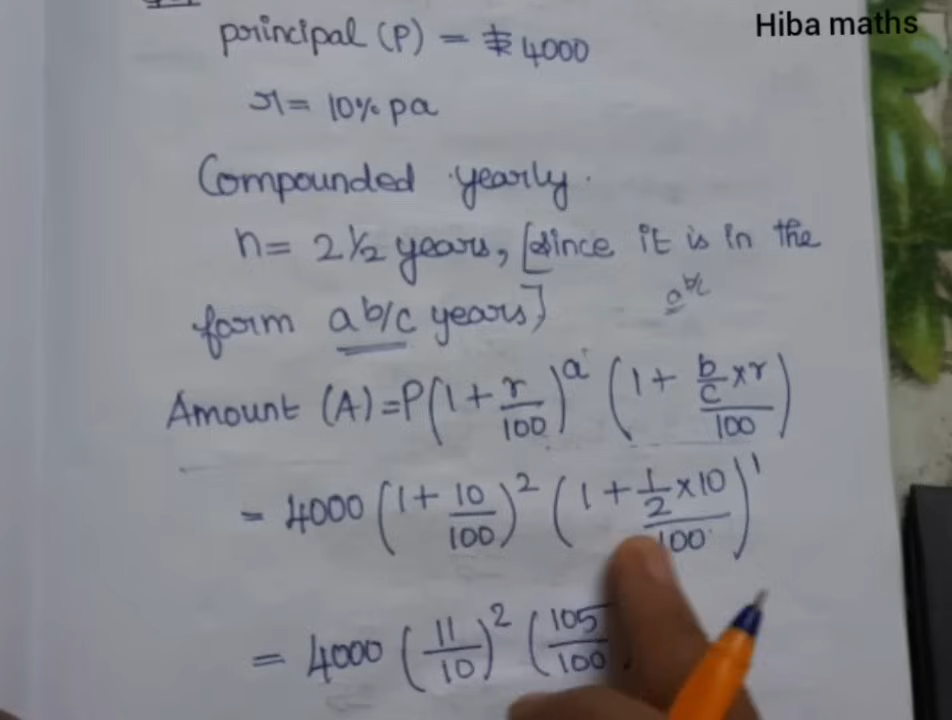 Hiba maths
principal (P) = ₹ 4000
r = 10% pa
Compounded yearly.
n = 2 1/2 years, [since it is in the
a b/c
form a b/c years]
Amount (A) = P(1 + r/100)^a (1 + (b/c × r)/100)
= 4000 (1 + 10/100)^2 (1 + (1/2 × 10)/100)^1
= 4000 (11/10)^2 (105/100